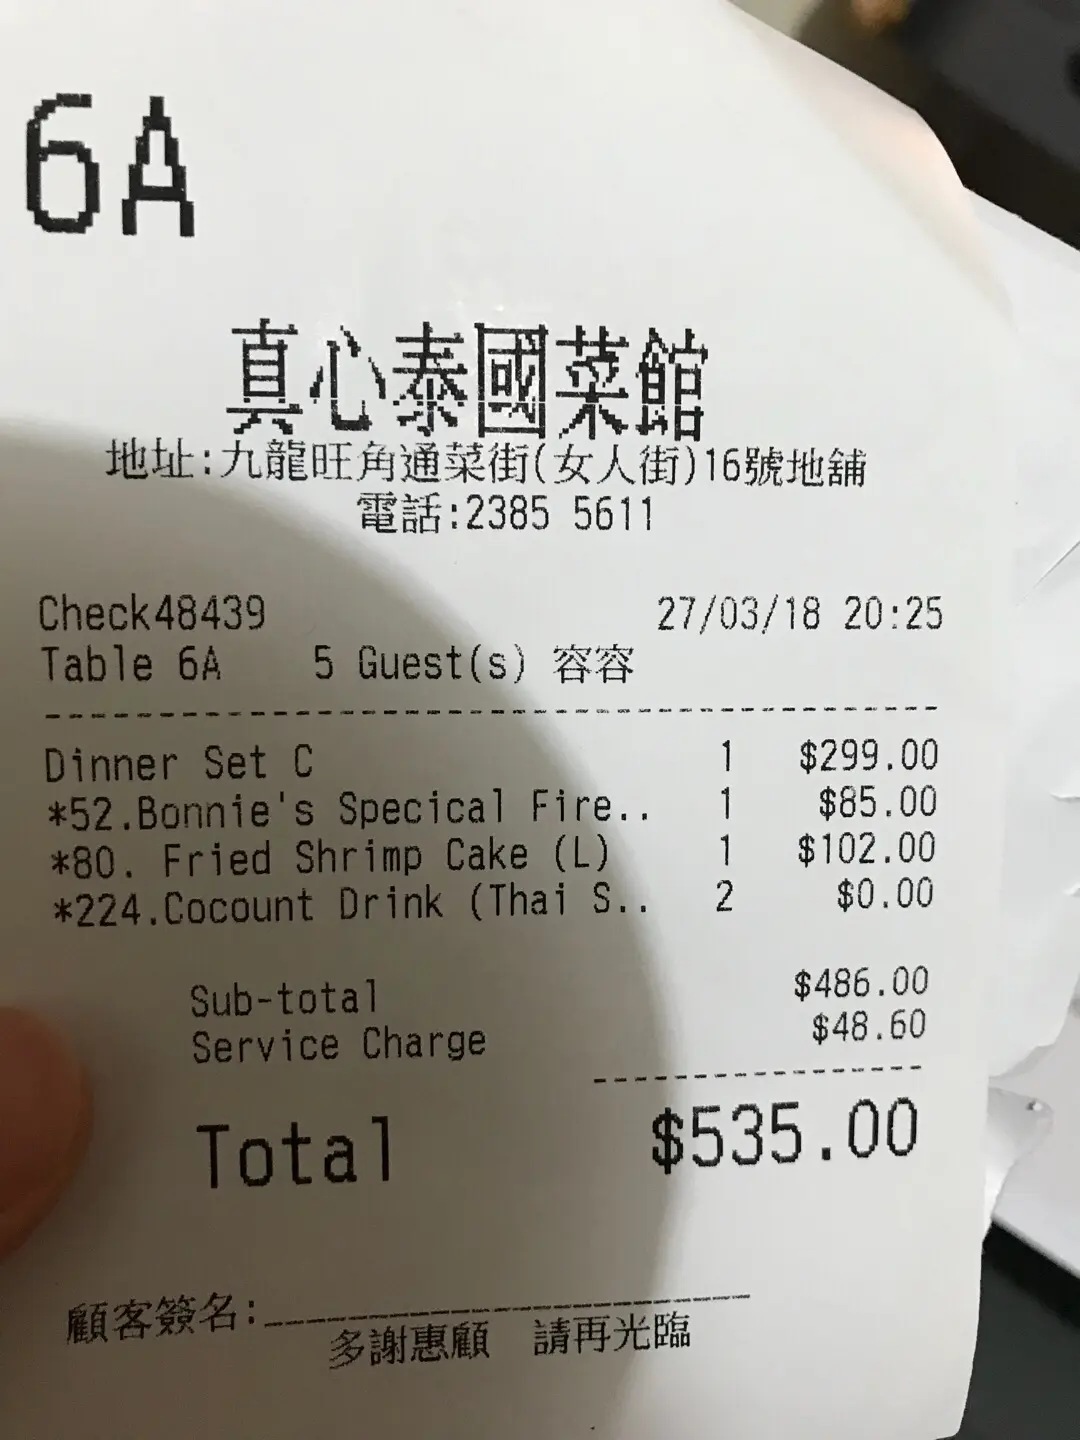 6A
真心泰國菜館
地址:九龍旺角通菜街(女人街)16號地舖
電話:2385 5611
Check48439 27/03/18 20:25
Table 6A 5 Guest(s) 容容
Dinner Set C 1 $299.00
*52.Bonnie's Specical Fire.. 1 $85.00
*80. Fried Shrimp Cake (L) 1 $102.00
*224.Cocount Drink (Thai S.. 2 $0.00
Sub-total $486.00
Service Charge $48.60
Total $535.00
顧客簽名:
多謝惠顧 請再光臨